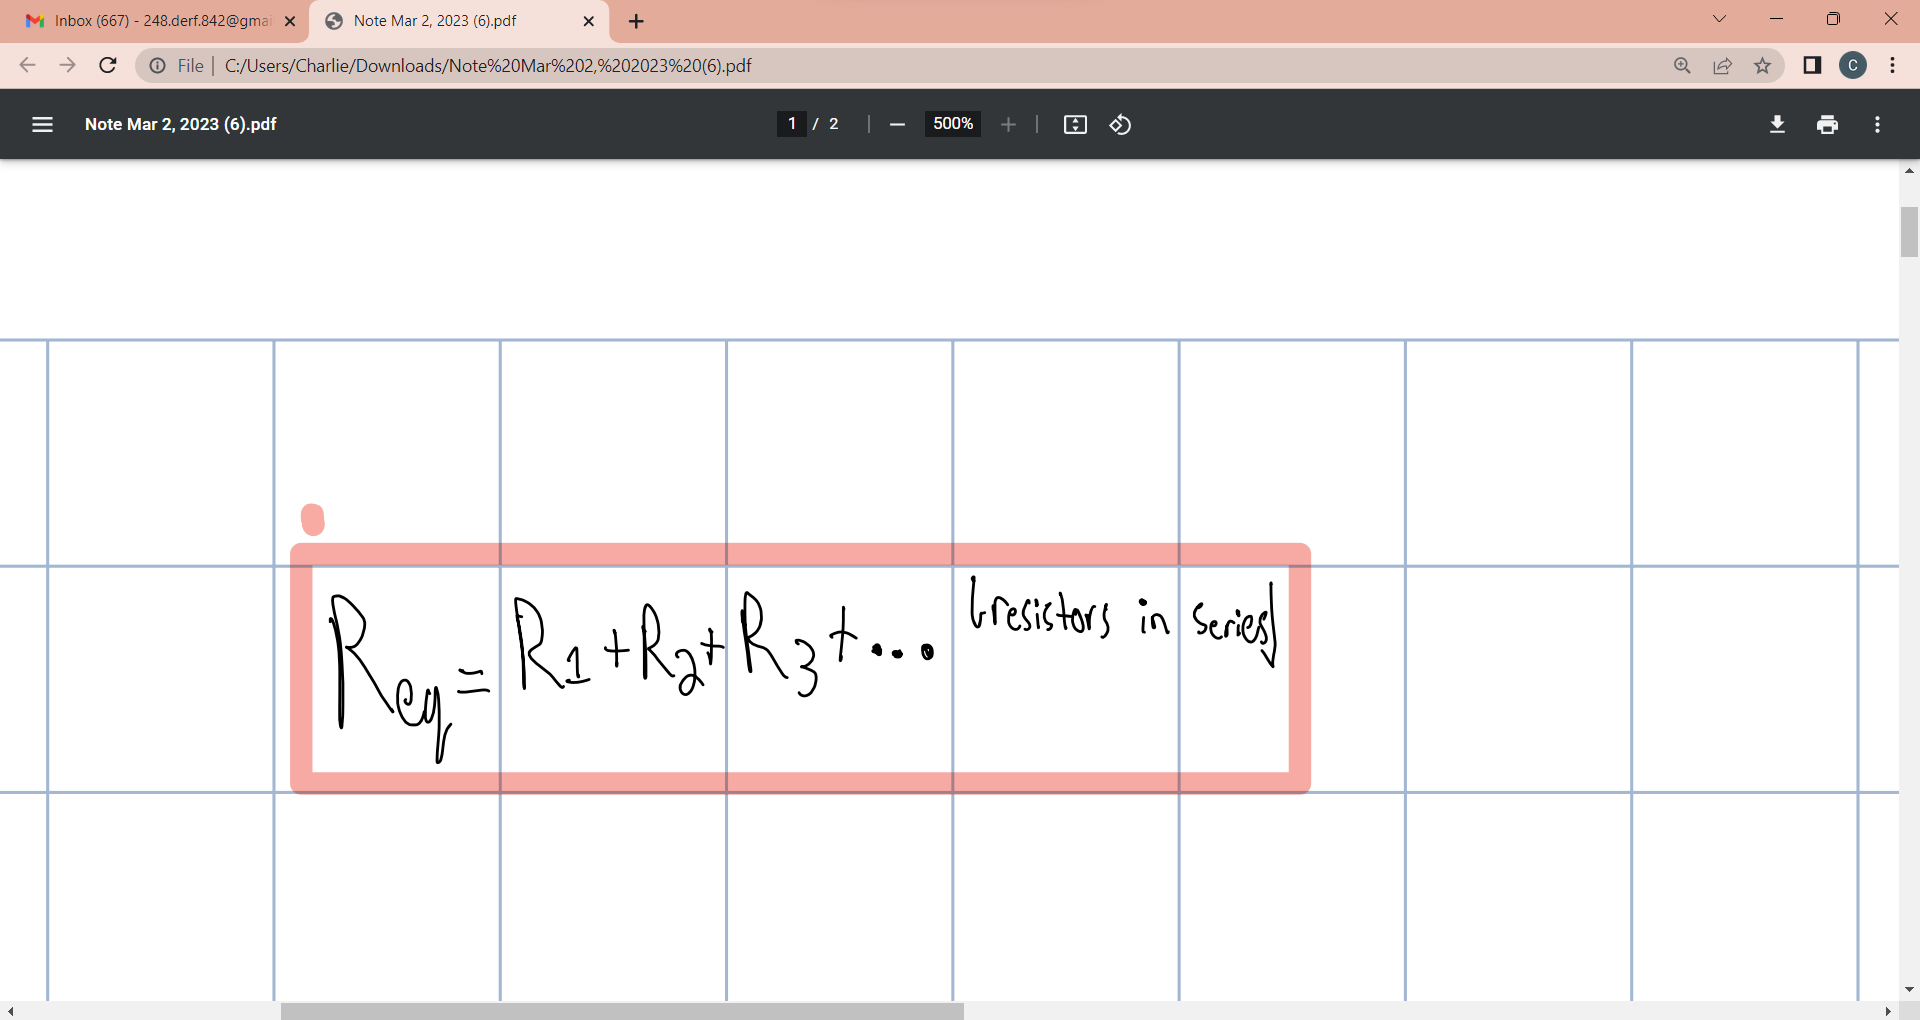 Inbox (667) - 248.derf.842@gmai
Note Mar 2, 2023 (6).pdf
File
C:/Users/Charlie/Downloads/Note%20Mar%202,%202023%20(6).pdf
C
Note Mar 2, 2023 (6).pdf
1 / 2
500%
Req = R1 + R2 + R3 + ... (resistors in series)